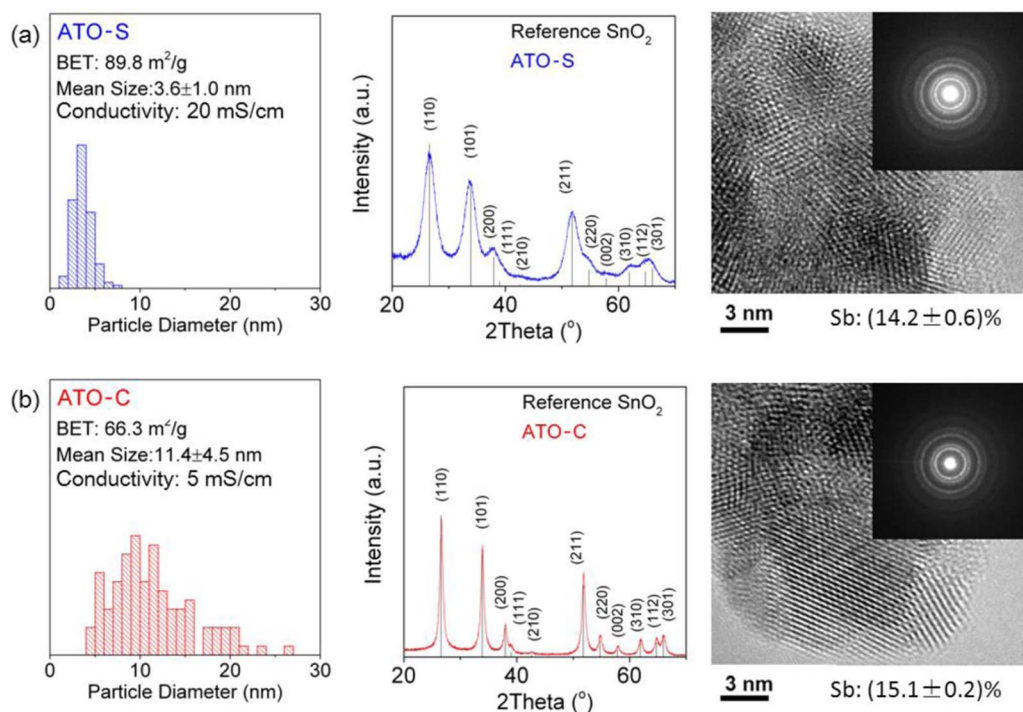 (a)
ATO-S
BET: 89.8 m²/g
Mean Size:3.6±1.0 nm
Conductivity: 20 mS/cm
0 10 20 30
Particle Diameter (nm)
Reference SnO₂
ATO-S
(110)
(101)
(200)
(111)
(210)
(211)
(220)
(002)
(310)
(112)
(301)
Intensity (a.u.)
20 40 60
2Theta (°)
3 nm
Sb: (14.2±0.6)%
(b)
ATO-C
BET: 66.3 m²/g
Mean Size:11.4±4.5 nm
Conductivity: 5 mS/cm
0 10 20 30
Particle Diameter (nm)
Reference SnO₂
ATO-C
(110)
(101)
(200)
(111)
(210)
(211)
(220)
(002)
(310)
(112)
(301)
Intensity (a.u.)
20 40 60
2Theta (°)
3 nm
Sb: (15.1±0.2)%